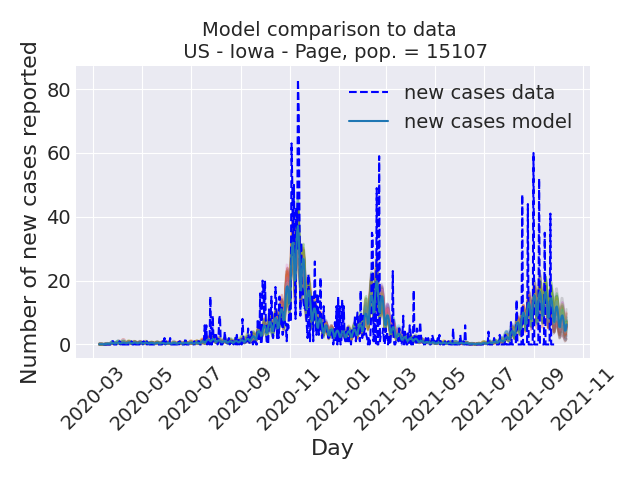 Model comparison to data
US - Iowa - Page, pop. = 15107
Number of new cases reported
80
60
40
20
0
new cases data
new cases model
2020-03
2020-05
2020-07
2020-09
2020-11
2021-01
2021-03
2021-05
2021-07
2021-09
2021-11
Day